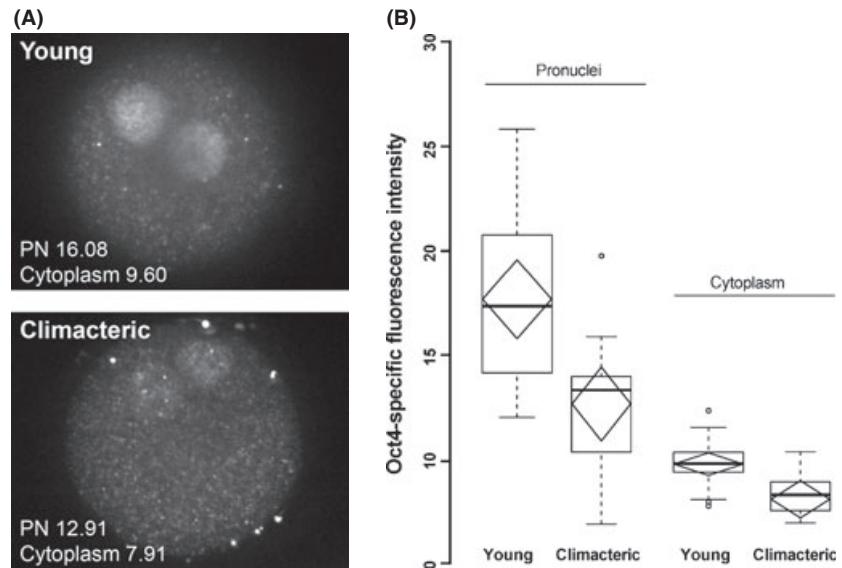 (A)
Young
PN 16.08
Cytoplasm 9.60
Climacteric
PN 12.91
Cytoplasm 7.91
(B)
Oct4-specific fluorescence intensity
30
25
20
15
10
0
Pronuclei
Cytoplasm
Young Climacteric Young Climacteric